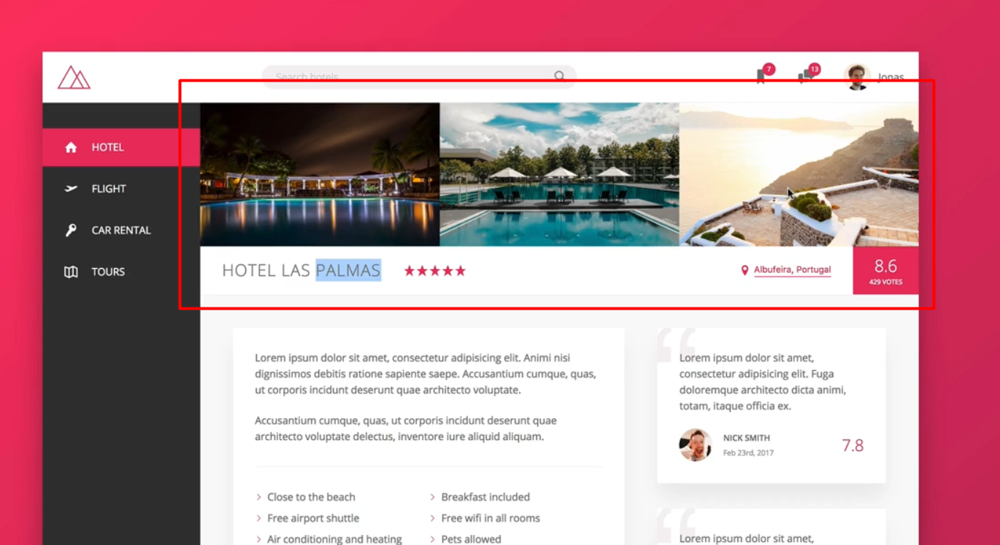 Search hotels
7
13
Jonas
HOTEL
FLIGHT
CAR RENTAL
TOURS
HOTEL LAS PALMAS
Albufeira, Portugal
8.6
429 VOTES
Lorem ipsum dolor sit amet, consectetur adipisicing elit. Animi nisi
dignissimos debitis ratione sapiente saepe. Accusantium cumque, quas,
ut corporis incidunt deserunt quae architecto voluptate.
Accusantium cumque, quas, ut corporis incidunt deserunt quae
architecto voluptate delectus, inventore iure aliquid aliquam.
Close to the beach
Breakfast included
Free airport shuttle
Free wifi in all rooms
Air conditioning and heating
Pets allowed
Lorem ipsum dolor sit amet,
consectetur adipisicing elit. Fuga
doloremque architecto dicta animi,
totam, itaque officia ex.
NICK SMITH
Feb 23rd, 2017
7.8
Lorem ipsum dolor sit amet,